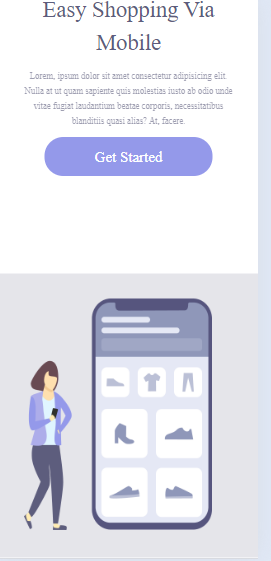 Easy Shopping Via
Mobile
Lorem, ipsum dolor sit amet consectetur adipisicing elit.
Nulla at ut quam sapiente quis molestias iusto ab odio unde
vitae fugiat laudantium beatae corporis, necessitatibus
blanditiis quasi alias? At, facere.
Get Started